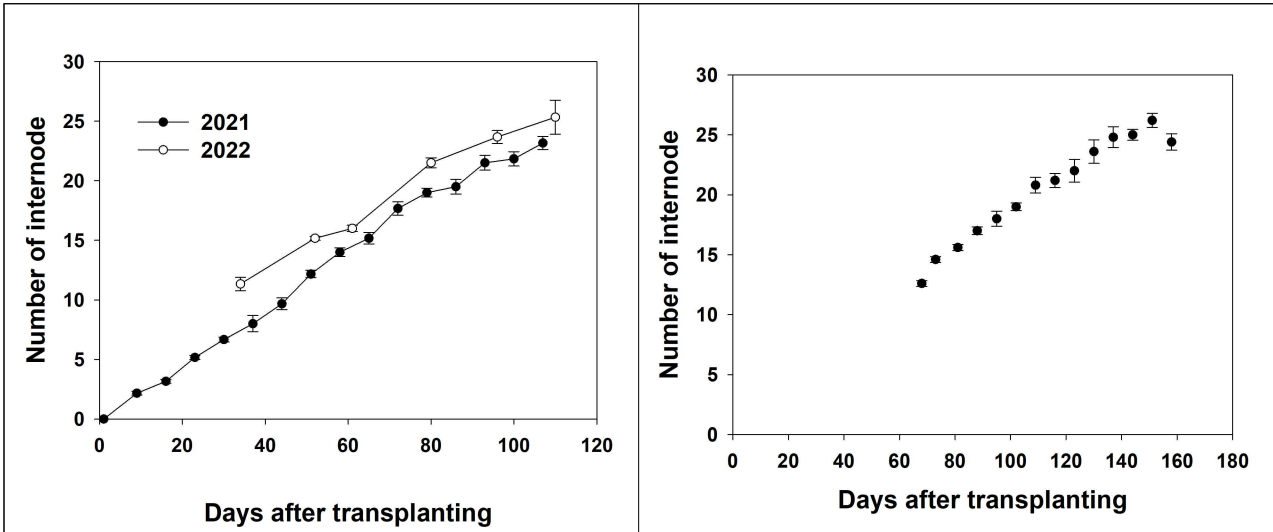 Number of internode
30
25
20
15
10
5
0
2021
2022
0 20 40 60 80 100 120
Days after transplanting
Number of internode
30
25
20
15
10
5
0
0 20 40 60 80 100 120 140 160 180
Days after transplanting